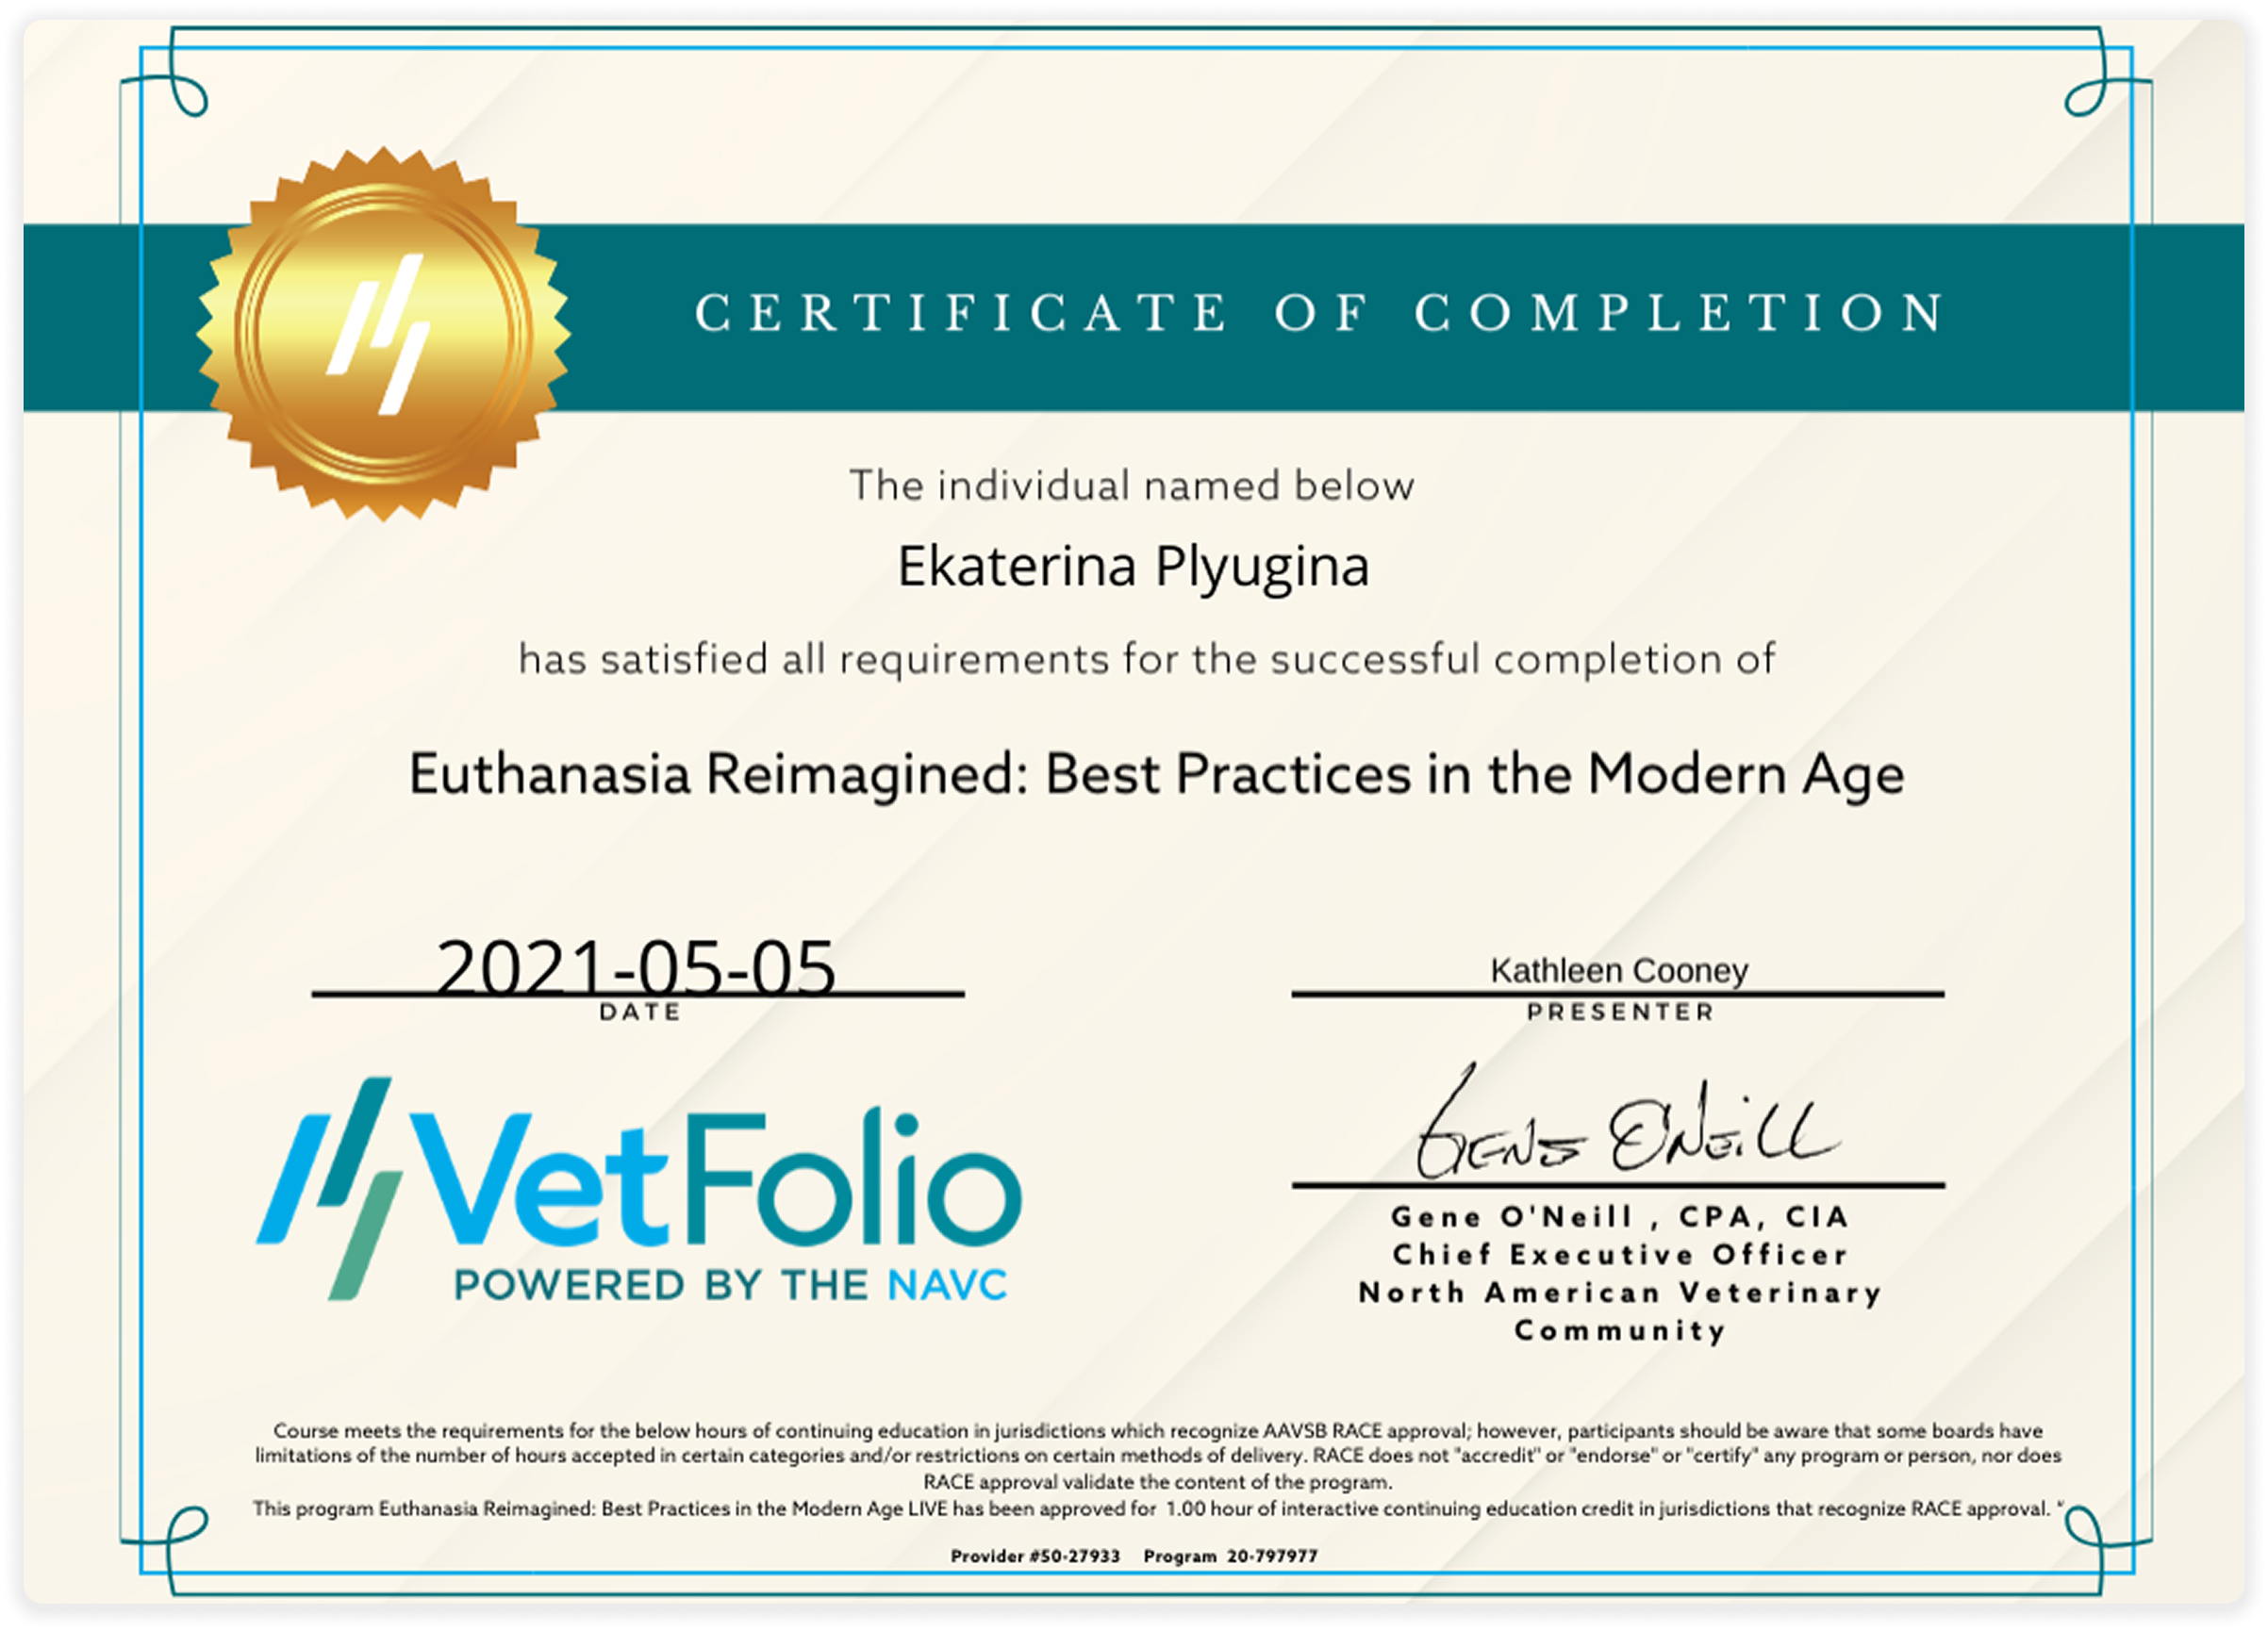 CERTIFICATE OF COMPLETION
The individual named below
Ekaterina Plyugina
has satisfied all requirements for the successful completion of
Euthanasia Reimagined: Best Practices in the Modern Age
2021-05-05
DATE
Kathleen Cooney
PRESENTER
VetFolio
POWERED BY THE NAVC
Gene O'Neill
Gene O'Neill , CPA, CIA
Chief Executive Officer
North American Veterinary
Community
Course meets the requirements for the below hours of continuing education in jurisdictions which recognize AAVSB RACE approval; however, participants should be aware that some boards have
limitations of the number of hours accepted in certain categories and/or restrictions on certain methods of delivery. RACE does not "accredit" or "endorse" or "certify" any program or person, nor does
RACE approval validate the content of the program.
This program Euthanasia Reimagined: Best Practices in the Modern Age LIVE has been approved for 1.00 hour of interactive continuing education credit in jurisdictions that recognize RACE approval. "
Provider #50-27933 Program 20-797977